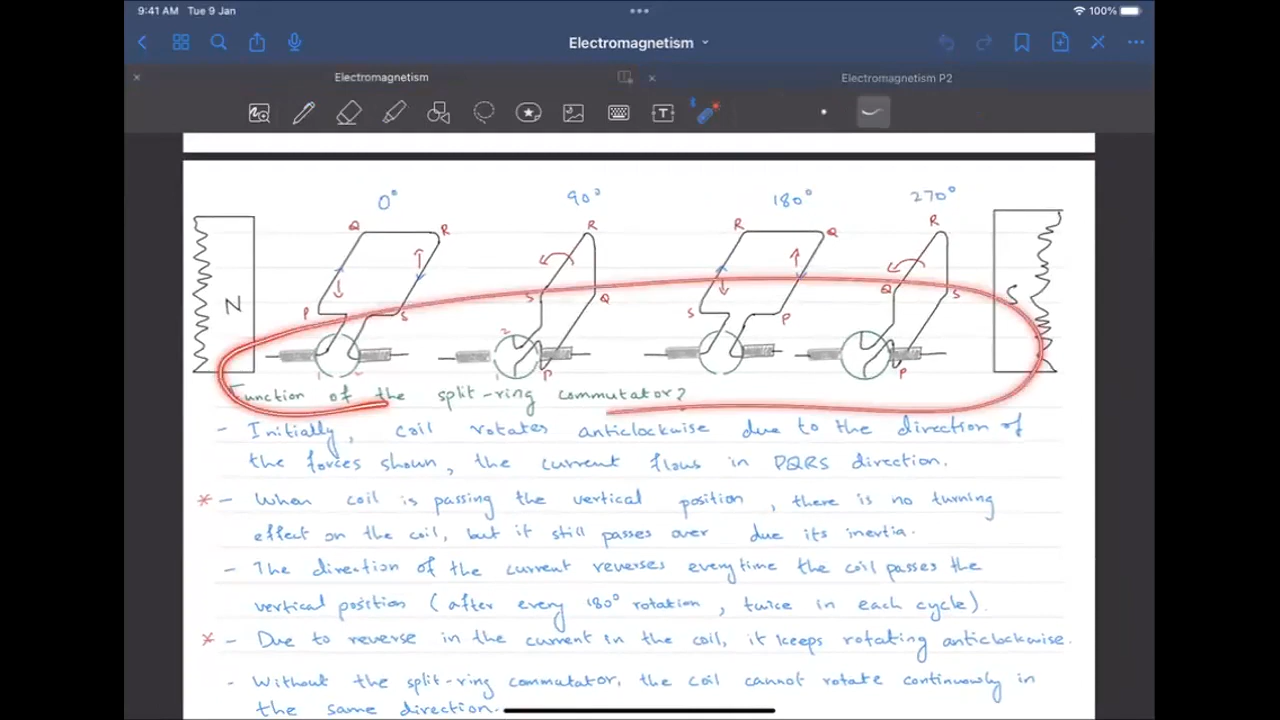 9:41 AM Tue 9 Jan
100%
Electromagnetism
Electromagnetism
Electromagnetism P2
T
0° 90° 180° 270°
Q R R R Q R
N S
P S S Q S P Q S
2 P P
Function of the split-ring commutator?
- Initially, coil rotates anticlockwise due to the direction of
the forces shown, the current flows in PQRS direction.
* - When coil is passing the vertical position, there is no turning
effect on the coil, but it still passes over due its inertia.
- The direction of the current reverses everytime the coil passes the
vertical position (after every 180° rotation, twice in each cycle).
* - Due to reverse in the current in the coil, it keeps rotating anticlockwise.
- Without the split-ring commutator, the coil cannot rotate continuously in
the same direction.